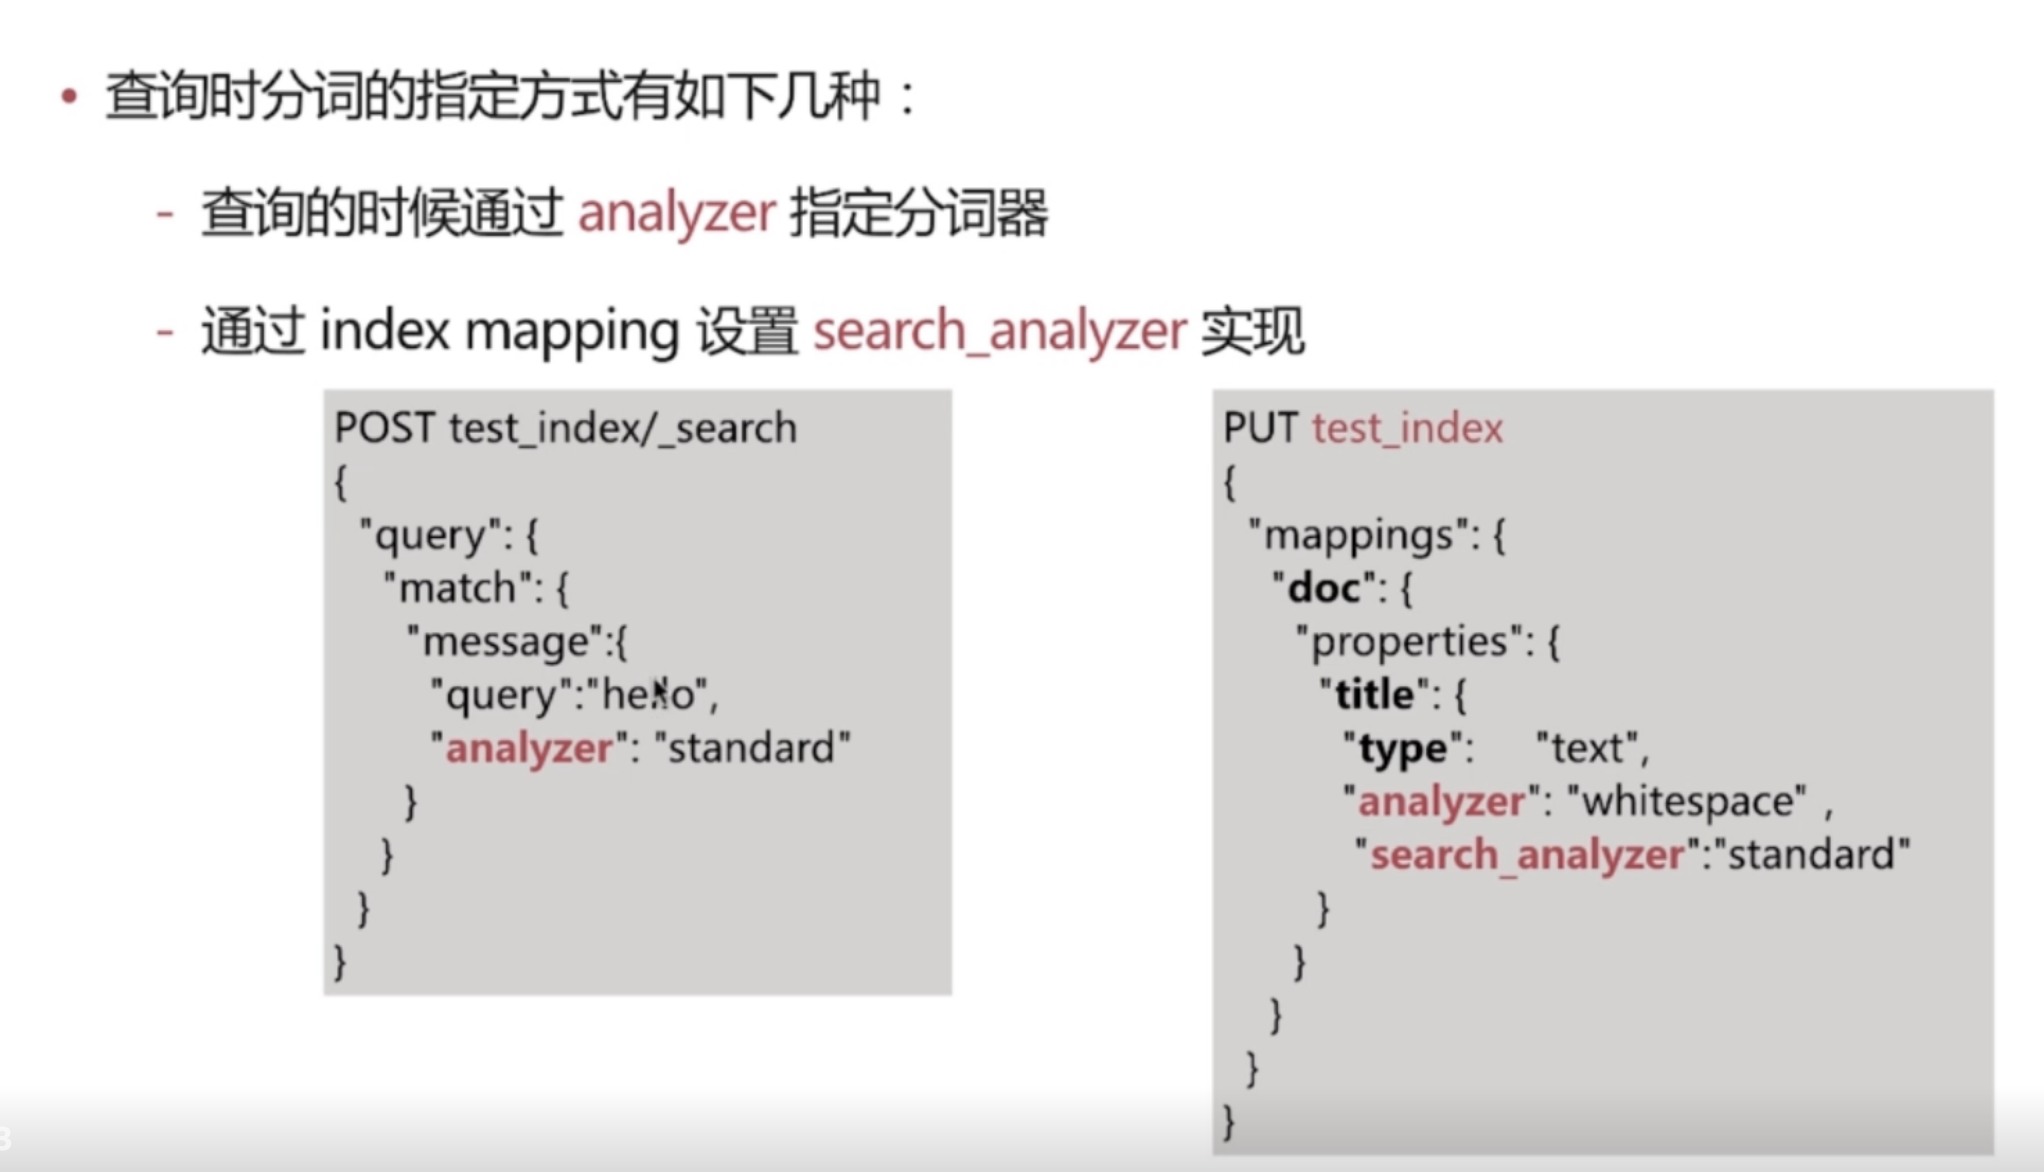 • 查询时分词的指定方式有如下几种：
- 查询的时候通过 analyzer 指定分词器
- 通过 index mapping 设置 search_analyzer 实现
POST test_index/_search
{
"query": {
"match": {
"message":{
"query":"hello",
"analyzer": "standard"
}
}
}
}
PUT test_index
{
"mappings": {
"doc": {
"properties": {
"title": {
"type": "text",
"analyzer": "whitespace" ,
"search_analyzer":"standard"
}
}
}
}
}